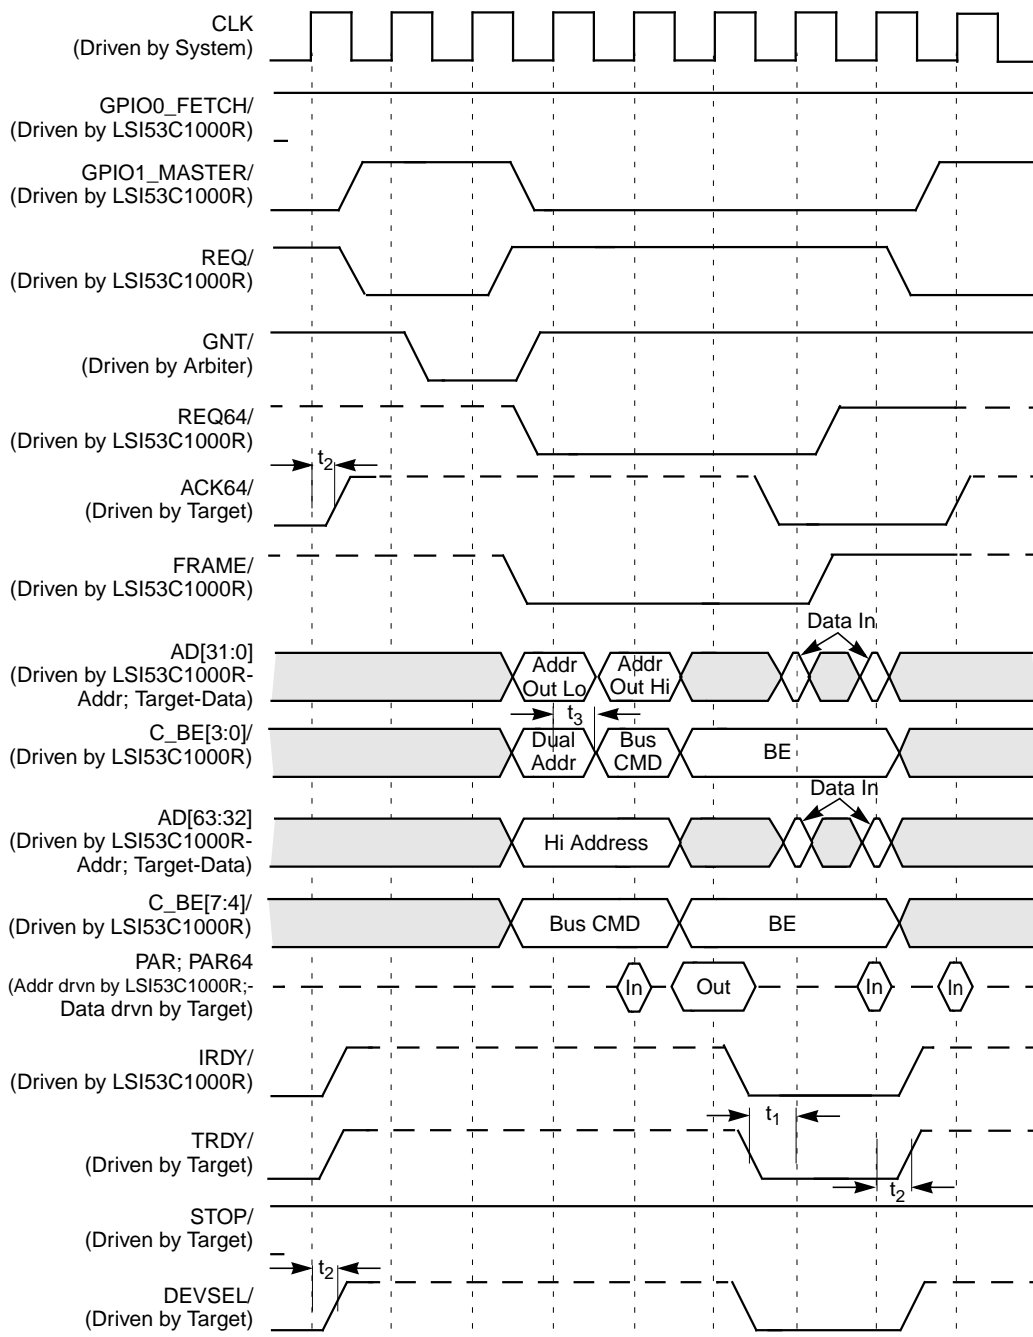 CLK
(Driven by System)
GPIO0_FETCH/
(Driven by LSI53C1000R)
GPIO1_MASTER/
(Driven by LSI53C1000R)
REQ/
(Driven by LSI53C1000R)
GNT/
(Driven by Arbiter)
REQ64/
(Driven by LSI53C1000R)
t2
ACK64/
(Driven by Target)
FRAME/
(Driven by LSI53C1000R)
Data In
AD[31:0]
(Driven by LSI53C1000R-
Addr; Target-Data)
Addr
Out Lo
Addr
Out Hi
t3
C_BE[3:0]/
(Driven by LSI53C1000R)
Dual
Addr
Bus
CMD
BE
Data In
AD[63:32]
(Driven by LSI53C1000R-
Addr; Target-Data)
Hi Address
C_BE[7:4]/
(Driven by LSI53C1000R)
Bus CMD
BE
PAR; PAR64
(Addr drvn by LSI53C1000R;-
Data drvn by Target)
In
Out
In
In
IRDY/
(Driven by LSI53C1000R)
t1
TRDY/
(Driven by Target)
t2
STOP/
(Driven by Target)
t2
DEVSEL/
(Driven by Target)